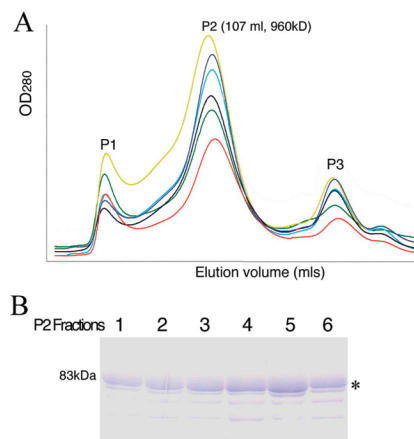 A
P2 (107 ml, 960kD)
OD280
P1
P3
Elution volume (mls)
B
P2 Fractions 1 2 3 4 5 6
83kDa
*